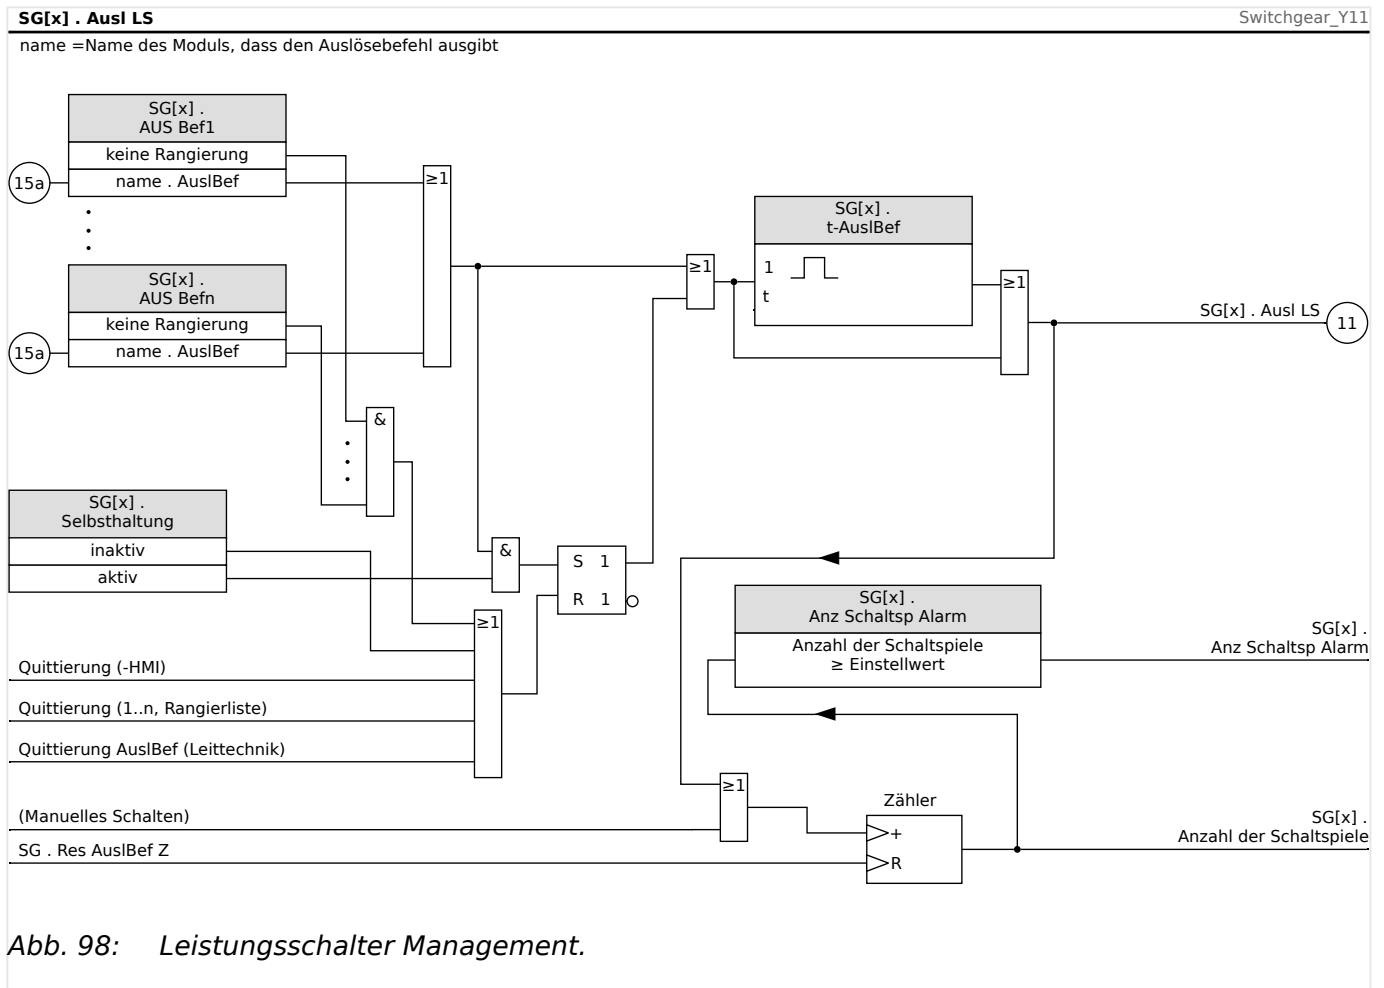 SG[x] . Ausl LS
Switchgear_Y11
name =Name des Moduls, dass den Auslösebefehl ausgibt
SG[x] .
AUS Bef1
keine Rangierung
15a
name . AuslBef
≥1
SG[x] .
t-AuslBef
1
t
≥1
≥1
SG[x] . Ausl LS
11
SG[x] .
AUS Befn
keine Rangierung
15a
name . AuslBef
&
SG[x] .
Selbsthaltung
inaktiv
aktiv
&
S 1
R 1
≥1
SG[x] .
Anz Schaltsp Alarm
Anzahl der Schaltspiele
≥ Einstellwert
SG[x] .
Anz Schaltsp Alarm
Quittierung (-HMI)
Quittierung (1..n, Rangierliste)
Quittierung AuslBef (Leittechnik)
≥1
Zähler
+
R
(Manuelles Schalten)
SG . Res AuslBef Z
SG[x] .
Anzahl der Schaltspiele
Abb. 98: Leistungsschalter Management.